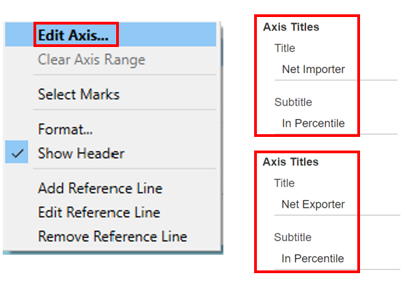 Edit Axis...
Clear Axis Range
Select Marks
Format...
Show Header
Add Reference Line
Edit Reference Line
Remove Reference Line
Axis Titles
Title
Net Importer
Subtitle
In Percentile
Axis Titles
Title
Net Exporter
Subtitle
In Percentile